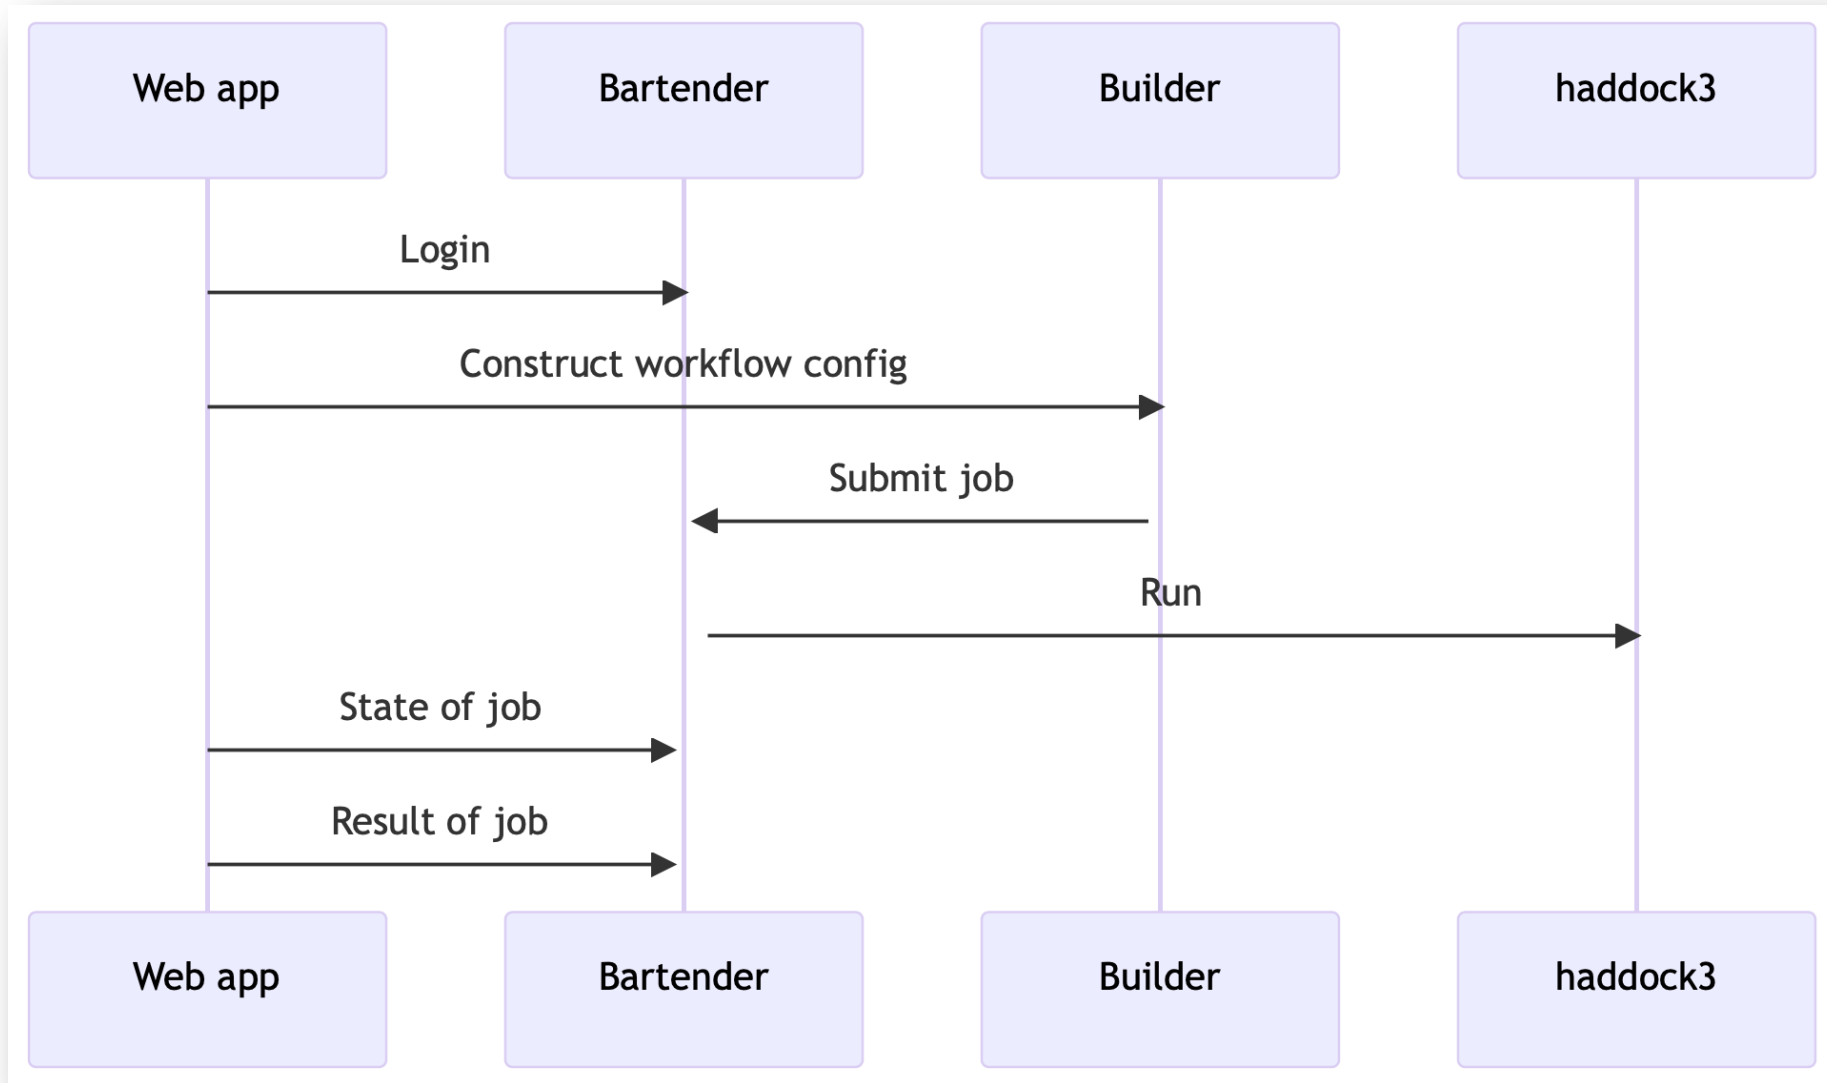 Web app
Bartender
Builder
haddock3
Login
Construct workflow config
Submit job
Run
State of job
Result of job
Web app
Bartender
Builder
haddock3